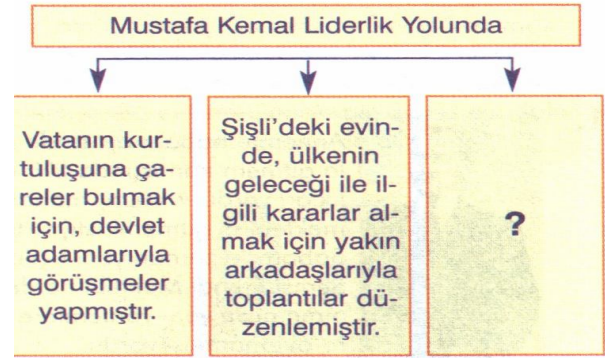 Mustafa Kemal Liderlik Yolunda
Vatanın kur-
tuluşuna ça-
reler bulmak
için, devlet
adamlarıyla
görüşmeler
yapmıştır.
Şişli'deki evin-
de, ülkenin
geleceği ile il-
gili kararlar al-
mak için yakın
arkadaşlarıyla
toplantılar dü-
zenlemiştir.
?